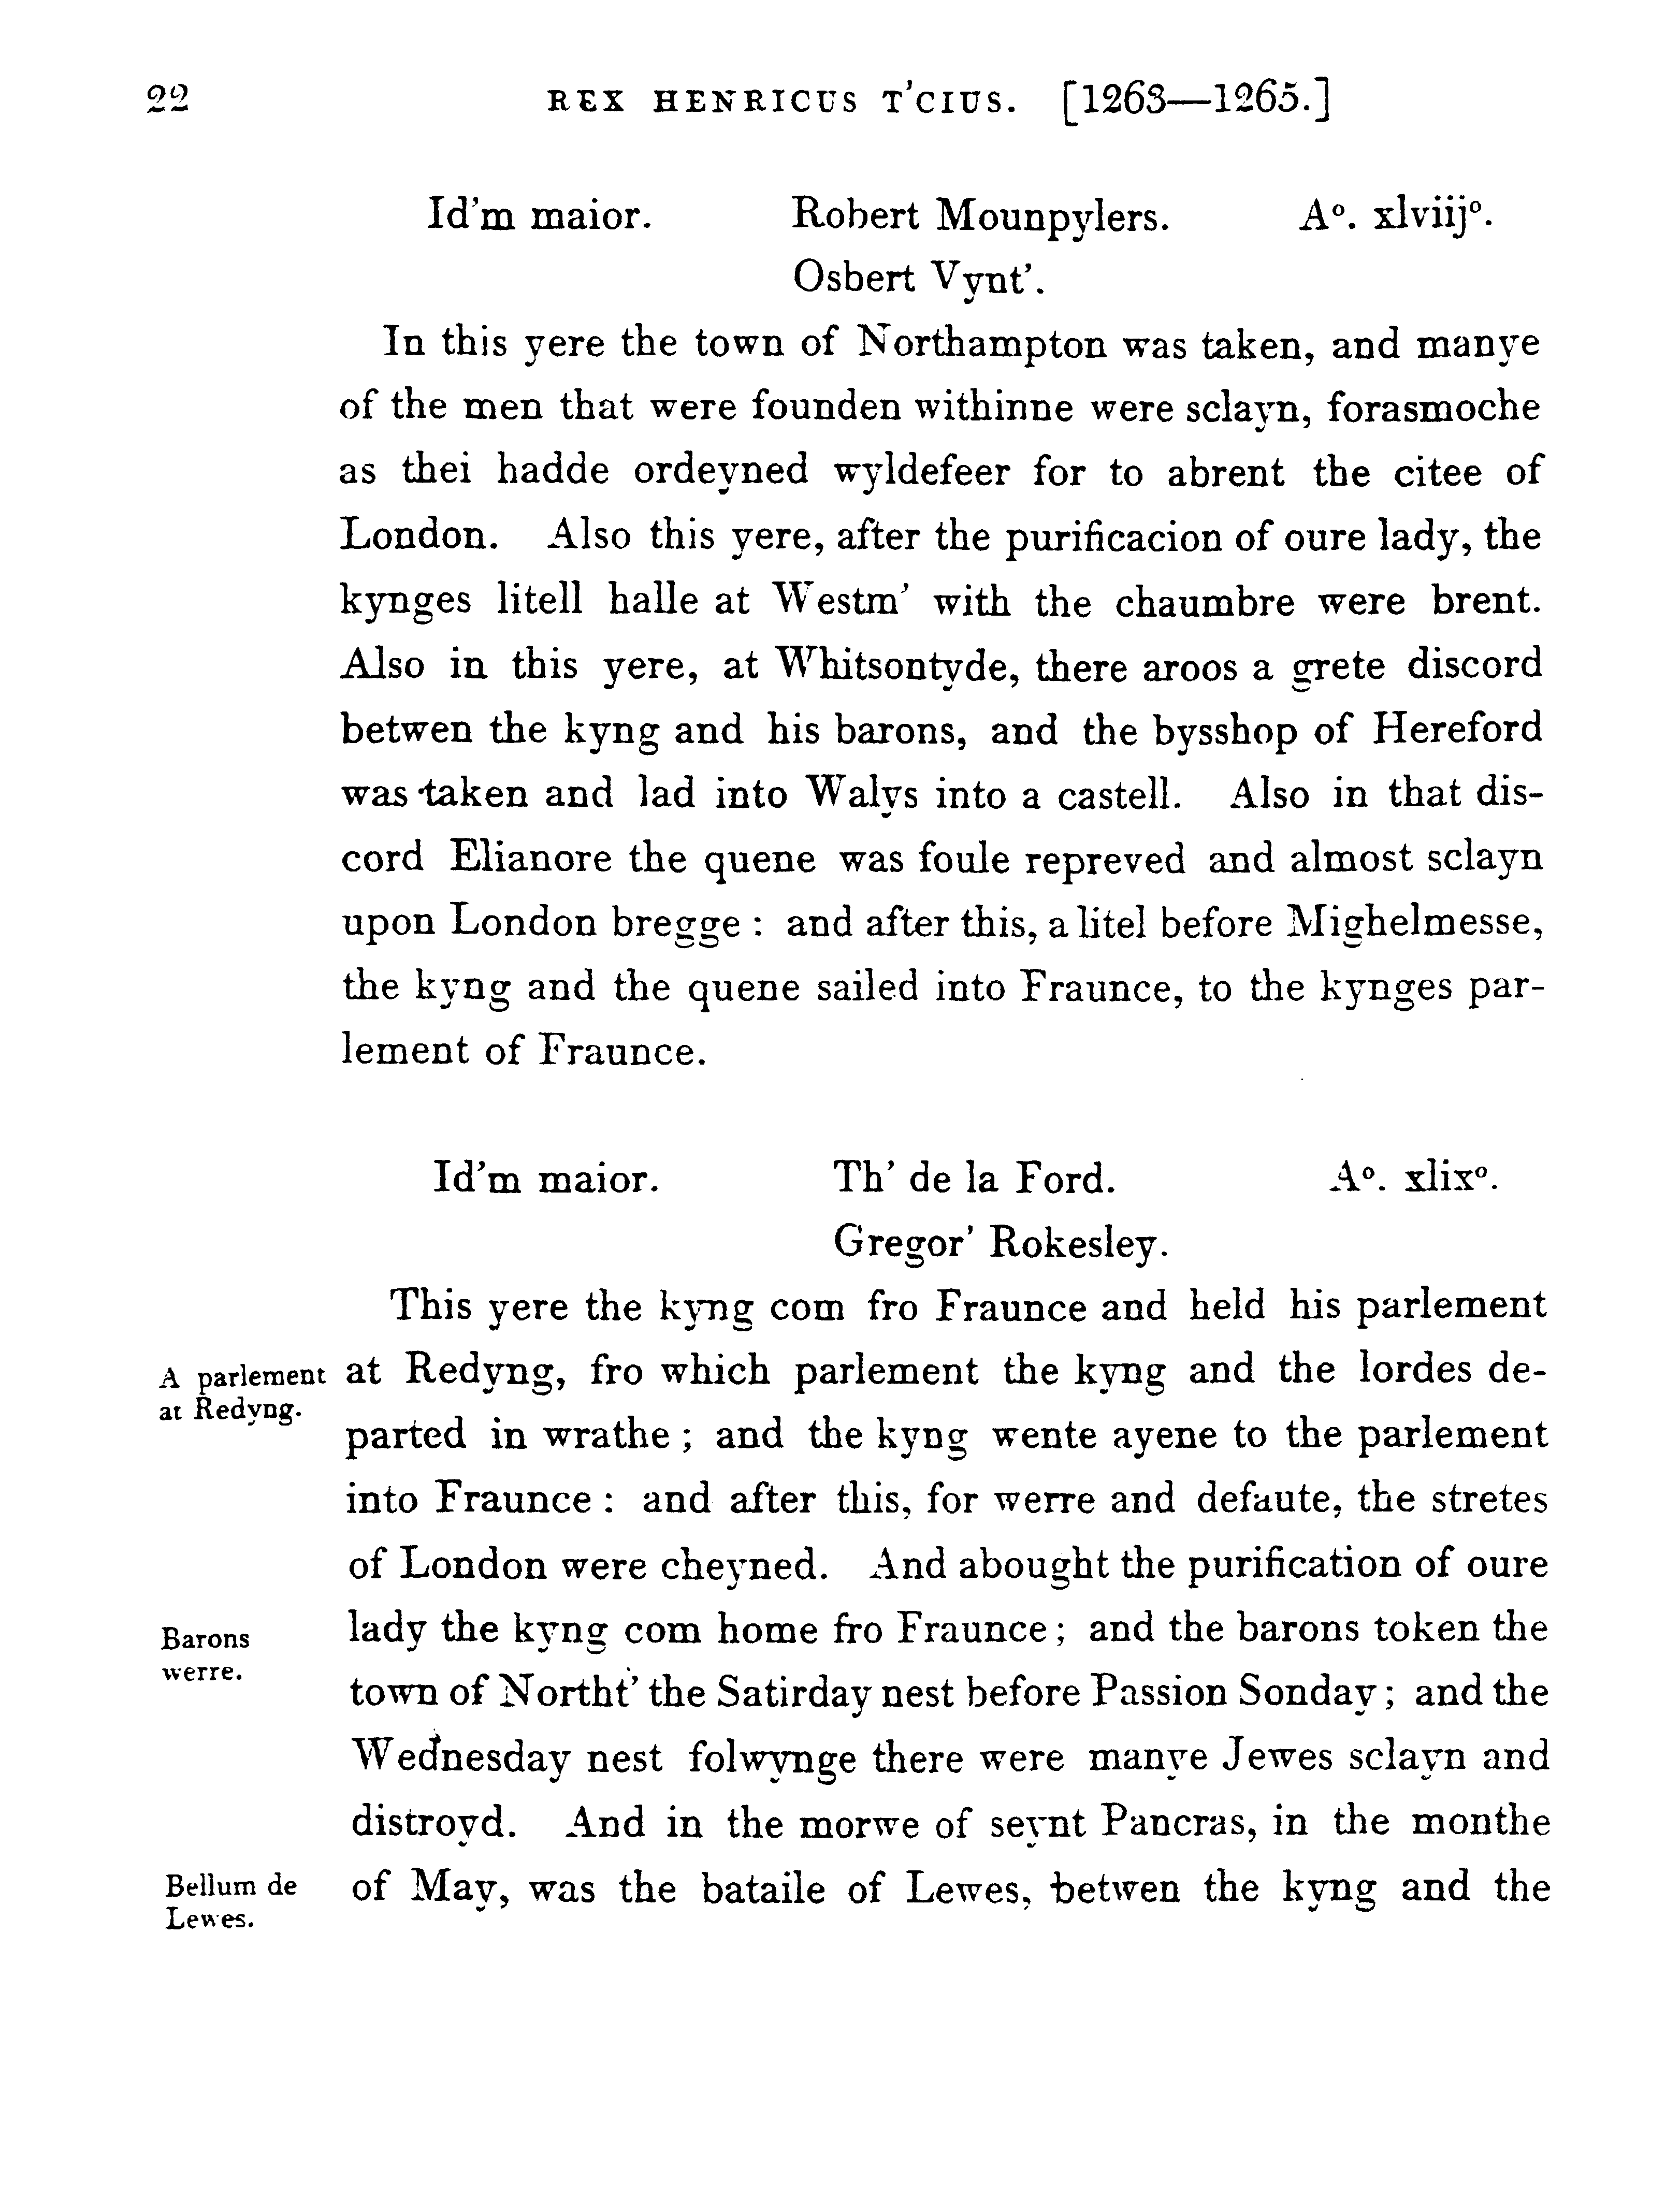 22 REX HENRICUS T'CIUS. [1263—1265.]
Id'm maior. Robert Mounpylers. Aº. xlviijº.
Osbert Vynt'.
In this yere the town of Northampton was taken, and manye
of the men that were founden withinne were sclayn, forasmoche
as thei hadde ordeyned wyldefeer for to abrent the citee of
London. Also this yere, after the purificacion of oure lady, the
kynges litell halle at Westm' with the chaumbre were brent.
Also in this yere, at Whitsontyde, there aroos a grete discord
betwen the kyng and his barons, and the bysshop of Hereford
was taken and lad into Walys into a castell. Also in that dis-
cord Elianore the quene was foule repreved and almost sclayn
upon London bregge : and after this, a litel before Mighelmesse,
the kyng and the quene sailed into Fraunce, to the kynges par-
lement of Fraunce.
Id'm maior. Th' de la Ford. Aº. xlixº.
Gregor' Rokesley.
This yere the kyng com fro Fraunce and held his parlement
A parlement at Redyng, fro which parlement the kyng and the lordes de-
at Redyng.
parted in wrathe ; and the kyng wente ayene to the parlement
into Fraunce : and after this, for werre and defaute, the stretes
of London were cheyned. And abought the purification of oure
Barons lady the kyng com home fro Fraunce ; and the barons token the
werre.
town of Northt' the Satirday nest before Passion Sonday ; and the
Wednesday nest folwynge there were manye Jewes sclayn and
distroyd. And in the morwe of seynt Pancras, in the monthe
Bellum de of May, was the bataile of Lewes, betwen the kyng and the
Lewes.